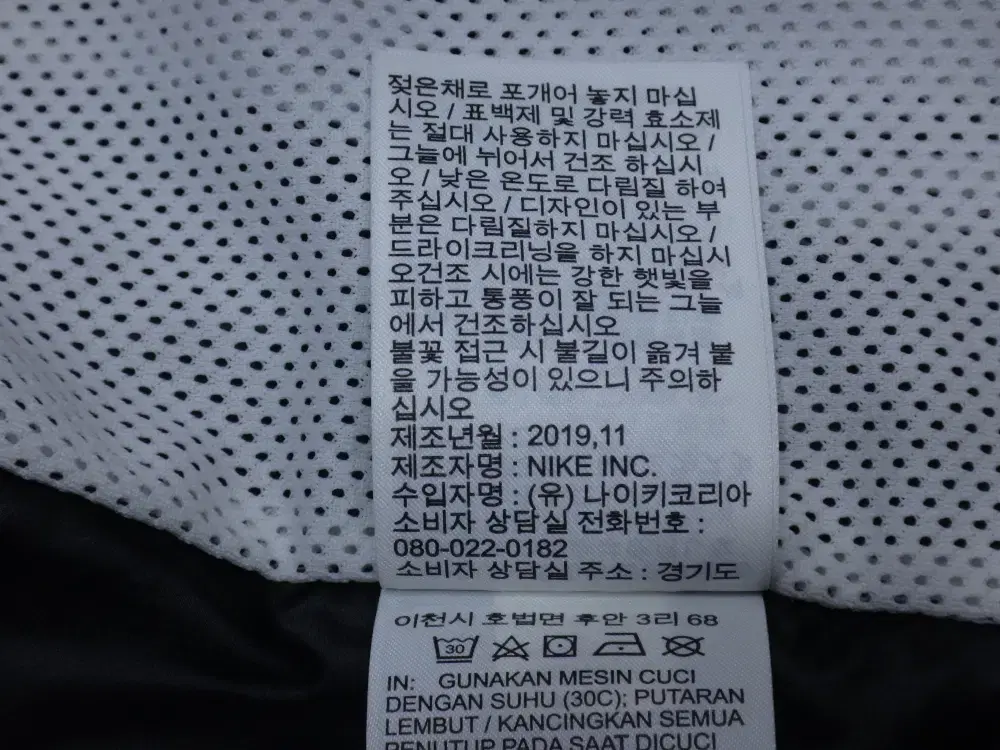 젖은채로 포개어 놓지 마십
시오 / 표백제 및 강력 효소제
는 절대 사용하지 마십시오 /
그늘에 뉘어서 건조 하십시
오 / 낮은 온도로 다림질 하여
주십시오 / 디자인이 있는 부
분은 다림질하지 마십시오 /
드라이크리닝을 하지 마십시
오건조 시에는 강한 햇빛을
피하고 통풍이 잘 되는 그늘
에서 건조하십시오
불꽃 접근 시 불길이 옮겨 붙
을 가능성이 있으니 주의하
십시오
제조년월 : 2019,11
제조자명 : NIKE INC.
수입자명 : (유) 나이키코리아
소비자 상담실 전화번호 :
080-022-0182
소비자 상담실 주소 : 경기도
이천시 호법면 후안 3리 68
30
IN: GUNAKAN MESIN CUCI
DENGAN SUHU (30C); PUTARAN
LEMBUT / KANCINGKAN SEMUA
PENUTUP PADA SAAT DICUCI